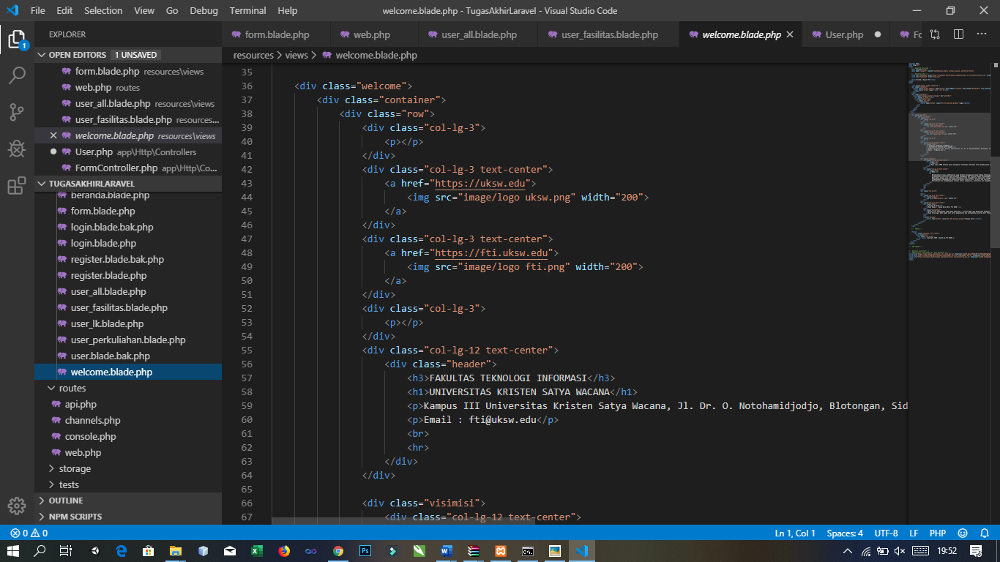 File Edit Selection View Go Debug Terminal Help
welcome.blade.php - TugasAkhirLaravel - Visual Studio Code
EXPLORER
form.blade.php web.php user_all.blade.php user_fasilitas.blade.php welcome.blade.php User.php
OPEN EDITORS 1 UNSAVED
form.blade.php resources\views
web.php routes
user_all.blade.php resources\views
user_fasilitas.blade.php resources...
welcome.blade.php resources\views
User.php app\Http\Controllers
FormController.php app\Http\Co...
TUGASAKHIRLARAVEL
beranda.blade.php
form.blade.php
login.blade.bak.php
login.blade.php
register.blade.bak.php
register.blade.php
user_all.blade.php
user_fasilitas.blade.php
user_lk.blade.php
user_perkuliahan.blade.php
user.blade.bak.php
welcome.blade.php
routes
api.php
channels.php
console.php
web.php
storage
tests
OUTLINE
NPM SCRIPTS
1
resources > views > welcome.blade.php
35
36 <div class="welcome">
37 <div class="container">
38 <div class="row">
39 <div class="col-lg-3">
40 <p></p>
41 </div>
42 <div class="col-lg-3 text-center">
43 <a href="https://uksw.edu">
44 <img src="image/logo uksw.png" width="200">
45 </a>
46 </div>
47 <div class="col-lg-3 text-center">
48 <a href="https://fti.uksw.edu">
49 <img src="image/logo fti.png" width="200">
50 </a>
51 </div>
52 <div class="col-lg-3">
53 <p></p>
54 </div>
55 <div class="col-lg-12 text-center">
56 <div class="header">
57 <h3>FAKULTAS TEKNOLOGI INFORMASI</h3>
58 <h1>UNIVERSITAS KRISTEN SATYA WACANA</h1>
59 <p>Kampus III Universitas Kristen Satya Wacana, Jl. Dr. O. Notohamidjodjo, Blotongan, Sid
60 <p>Email : fti@uksw.edu</p>
61 <br>
62 <hr>
63 </div>
64 </div>
65
66 <div class="visimisi">
67 <div class="col-lg-12 text-center">
0 0
Ln 1, Col 1 Spaces: 4 UTF-8 LF PHP
19:52